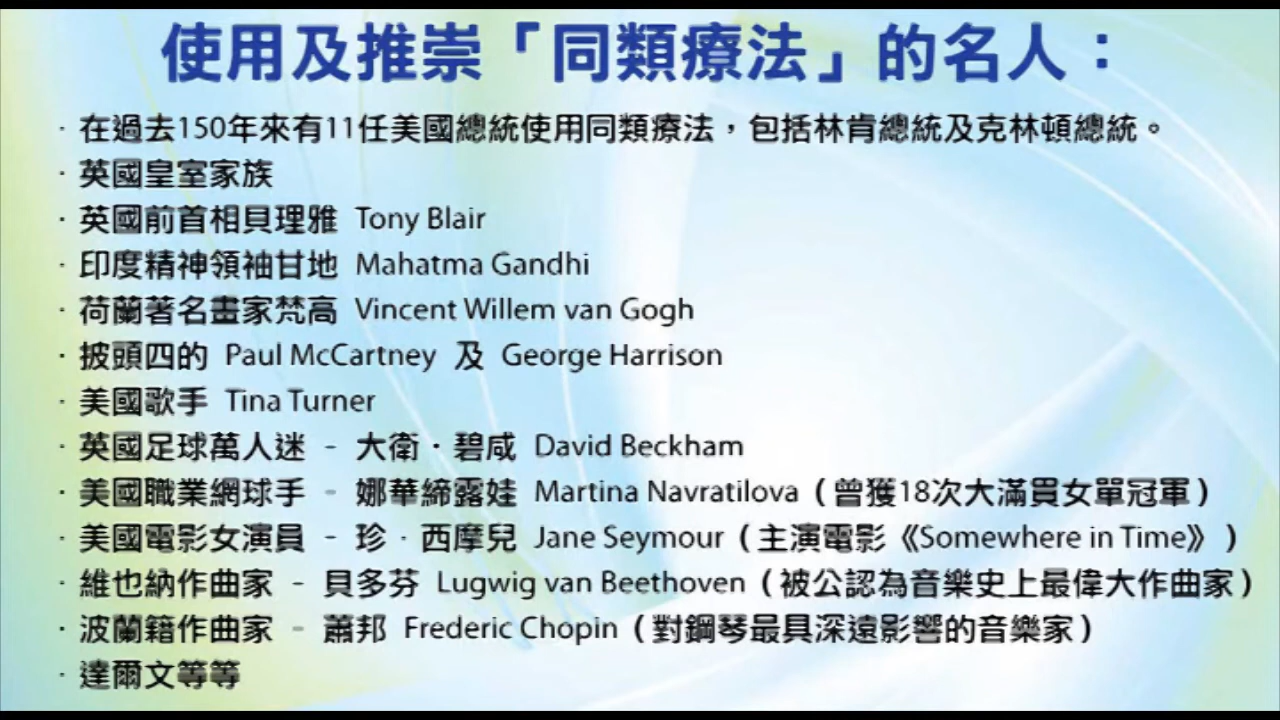 使用及推崇「同類療法」的名人：
· 在過去150年來有11任美國總統使用同類療法，包括林肯總統及克林頓總統。
· 英國皇室家族
· 英國前首相貝理雅 Tony Blair
· 印度精神領袖甘地 Mahatma Gandhi
· 荷蘭著名畫家梵高 Vincent Willem van Gogh
· 披頭四的 Paul McCartney 及 George Harrison
· 美國歌手 Tina Turner
· 英國足球萬人迷 - 大衛·碧咸 David Beckham
· 美國職業網球手 - 娜華締露娃 Martina Navratilova（曾獲18次大滿貫女單冠軍）
· 美國電影女演員 - 珍·西摩兒 Jane Seymour（主演電影《Somewhere in Time》）
· 維也納作曲家 - 貝多芬 Lugwig van Beethoven（被公認為音樂史上最偉大作曲家）
· 波蘭籍作曲家 - 蕭邦 Frederic Chopin（對鋼琴最具深遠影響的音樂家）
· 達爾文等等